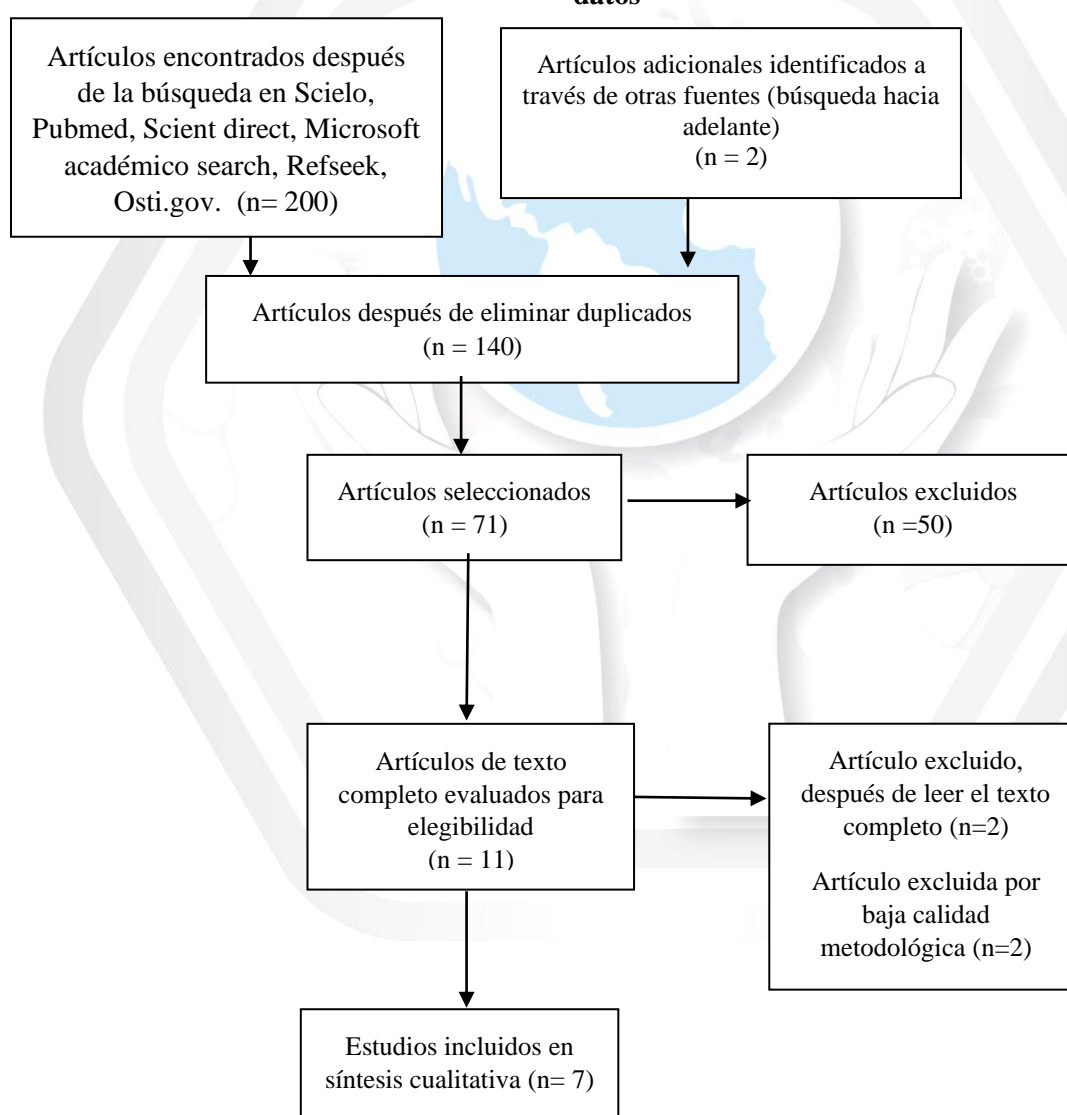 datos
Artículos encontrados después
de la búsqueda en Scielo,
Pubmed, Scient direct, Microsoft
académico search, Refseek,
Osti.gov. (n= 200)
Artículos adicionales identificados a
través de otras fuentes (búsqueda hacia
adelante)
(n = 2)
Artículos después de eliminar duplicados
(n = 140)
Artículos seleccionados
(n = 71)
Artículos excluidos
(n =50)
Artículos de texto
completo evaluados para
elegibilidad
(n = 11)
Artículo excluido,
después de leer el texto
completo (n=2)
Artículo excluida por
baja calidad
metodológica (n=2)
Estudios incluidos en
síntesis cualitativa (n= 7)